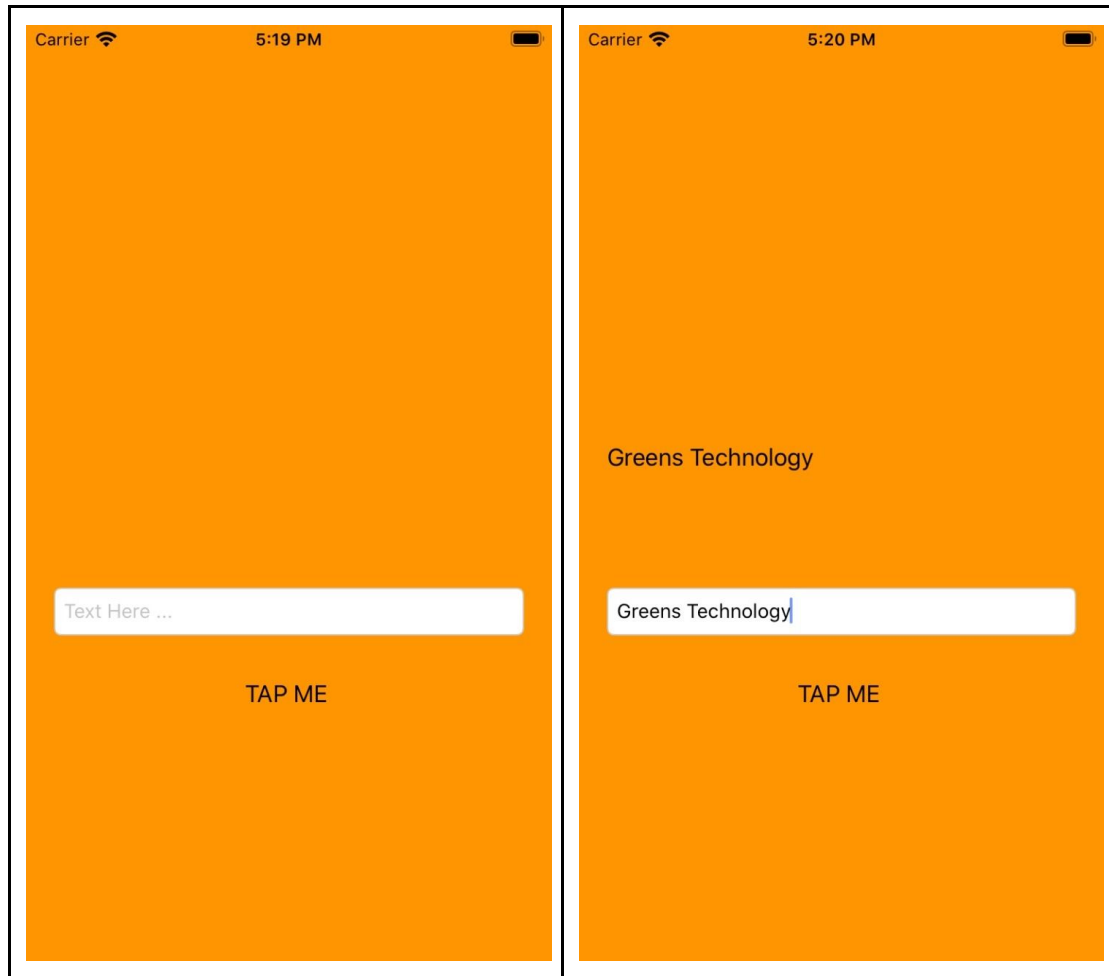 Carrier
5:19 PM
Text Here ...
TAP ME
Carrier
5:20 PM
Greens Technology
Greens Technology
TAP ME